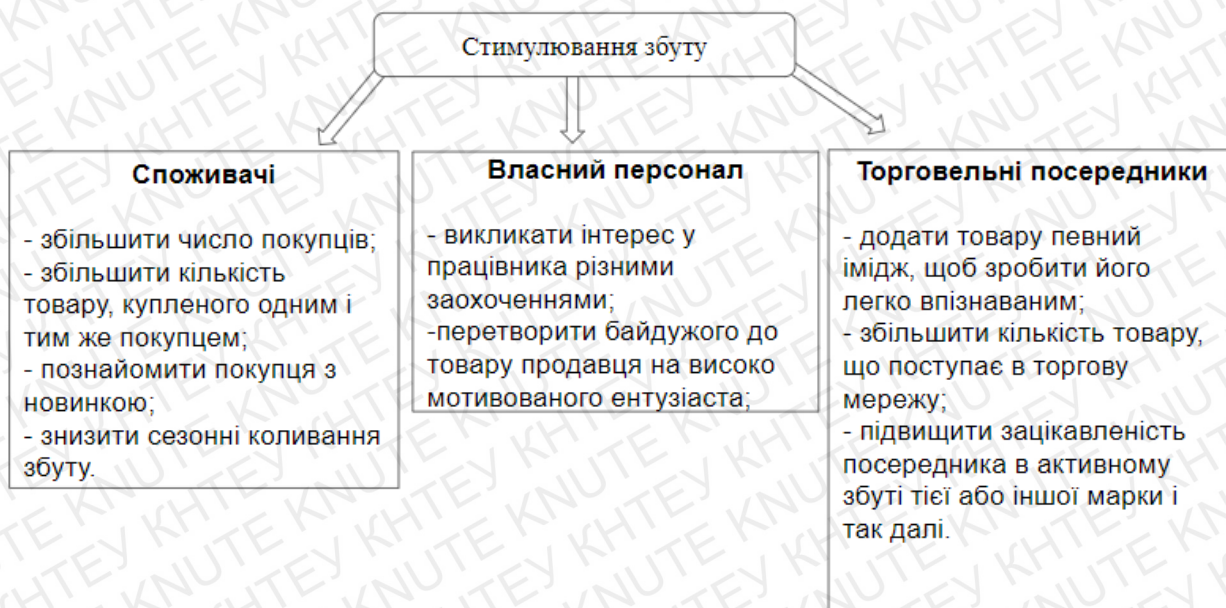 Стимулювання збуту
Споживачі
- збільшити число покупців;
- збільшити кількість
товару, купленого одним і
тим же покупцем;
- познайомити покупця з
новинкою;
- знизити сезонні коливання
збуту.
Власний персонал
- викликати інтерес у
працівника різними
заохоченнями;
-перетворити байдужого до
товару продавця на високо
мотивованого ентузіаста;
Торговельні посередники
- додати товару певний
імідж, щоб зробити його
легко впізнаваним;
- збільшити кількість товару,
що поступає в торгову
мережу;
- підвищити зацікавленість
посередника в активному
збуті тієї або іншої марки і
так далі.